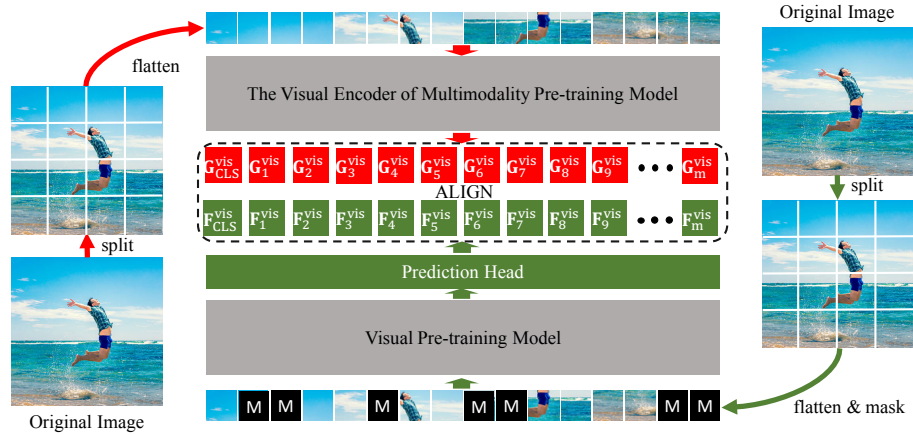 Original Image
flatten
split
The Visual Encoder of Multimodality Pre-training Model
G_CLS^vis G_1^vis G_2^vis G_3^vis G_4^vis G_5^vis G_6^vis G_7^vis G_8^vis G_9^vis ••• G_m^vis
ALIGN
F_CLS^vis F_1^vis F_2^vis F_3^vis F_4^vis F_5^vis F_6^vis F_7^vis F_8^vis F_9^vis ••• F_m^vis
split
Prediction Head
Visual Pre-training Model
M M M M M M M
flatten & mask
Original Image